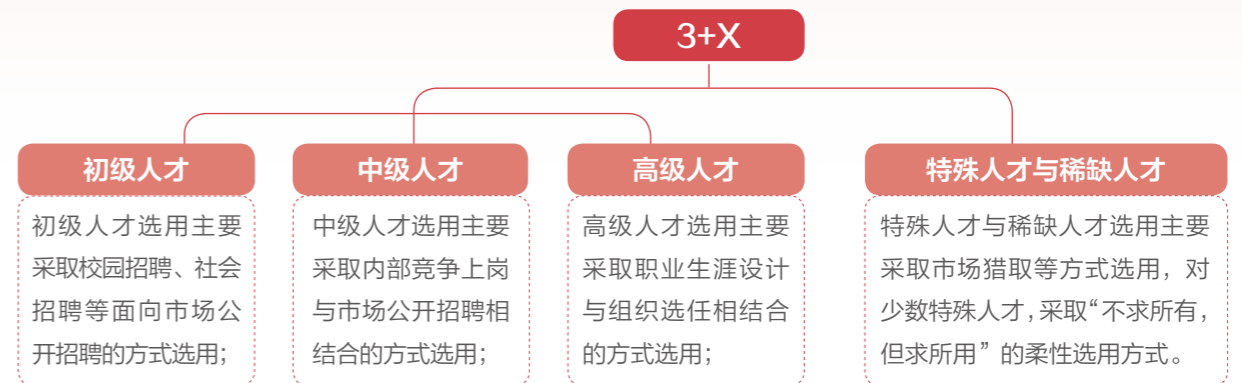 3+X
初级人才
初级人才选用主要
采取校园招聘、社会
招聘等面向市场公
开招聘的方式选用；
中级人才
中级人才选用主要
采取内部竞争上岗
与市场公开招聘相
结合的方式选用；
高级人才
高级人才选用主要
采取职业生涯设计
与组织选任相结合
的方式选用；
特殊人才与稀缺人才
特殊人才与稀缺人才选用主要
采取市场猎取等方式选用，对
少数特殊人才，采取“不求所有，
但求所用”的柔性选用方式。